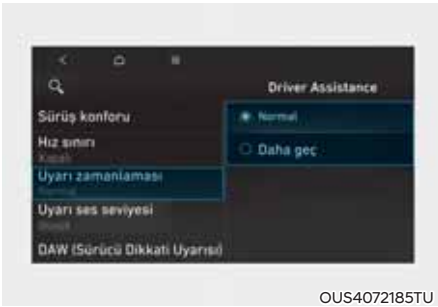 Driver Assistance
Sürüş konforu
Normal
Hız sınırı
Kapalı
Daha geç
Uyarı zamanlaması
Normal
Uyarı ses seviyesi
DAW (Sürücü Dikkati Uyarısı)
OUS4072185TU